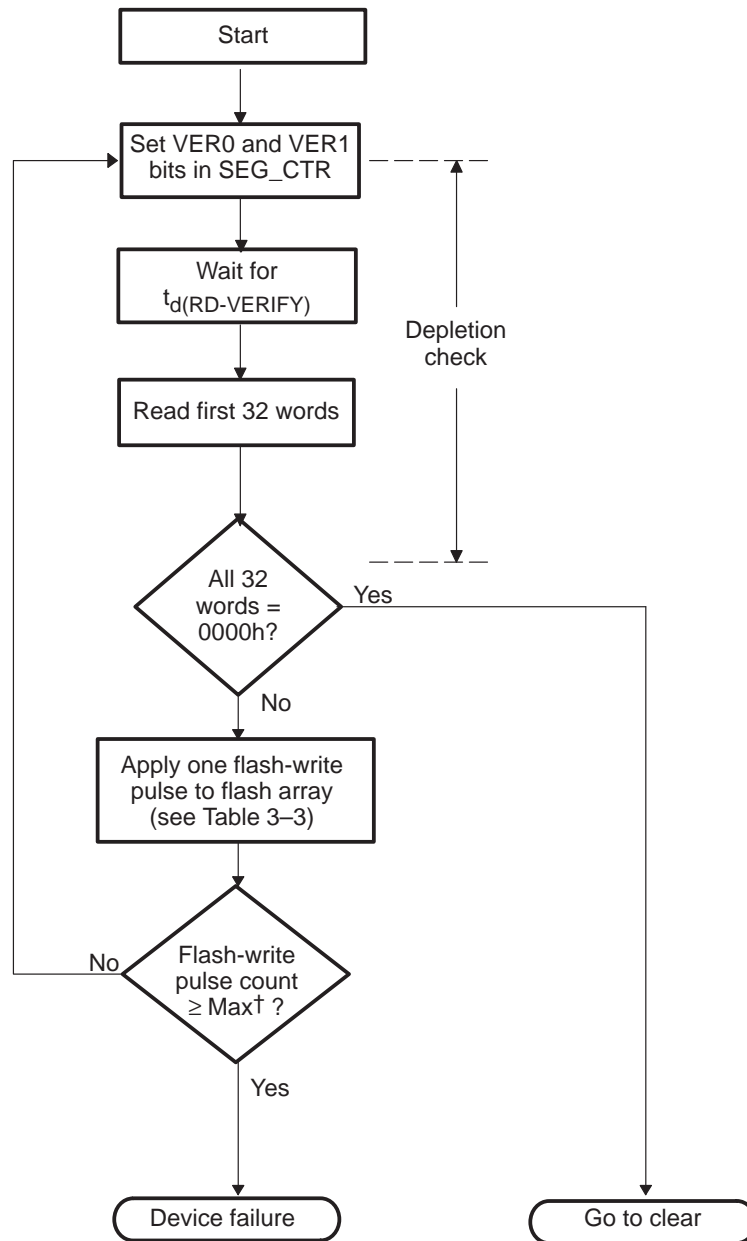 Start
Set VER0 and VER1
bits in SEG_CTR
Wait for
td(RD-VERIFY)
Depletion
check
Read first 32 words
All 32
words =
0000h?
Yes
No
Apply one flash-write
pulse to flash array
(see Table 3–3)
No
Flash-write
pulse count
≥ Max† ?
Yes
Device failure
Go to clear